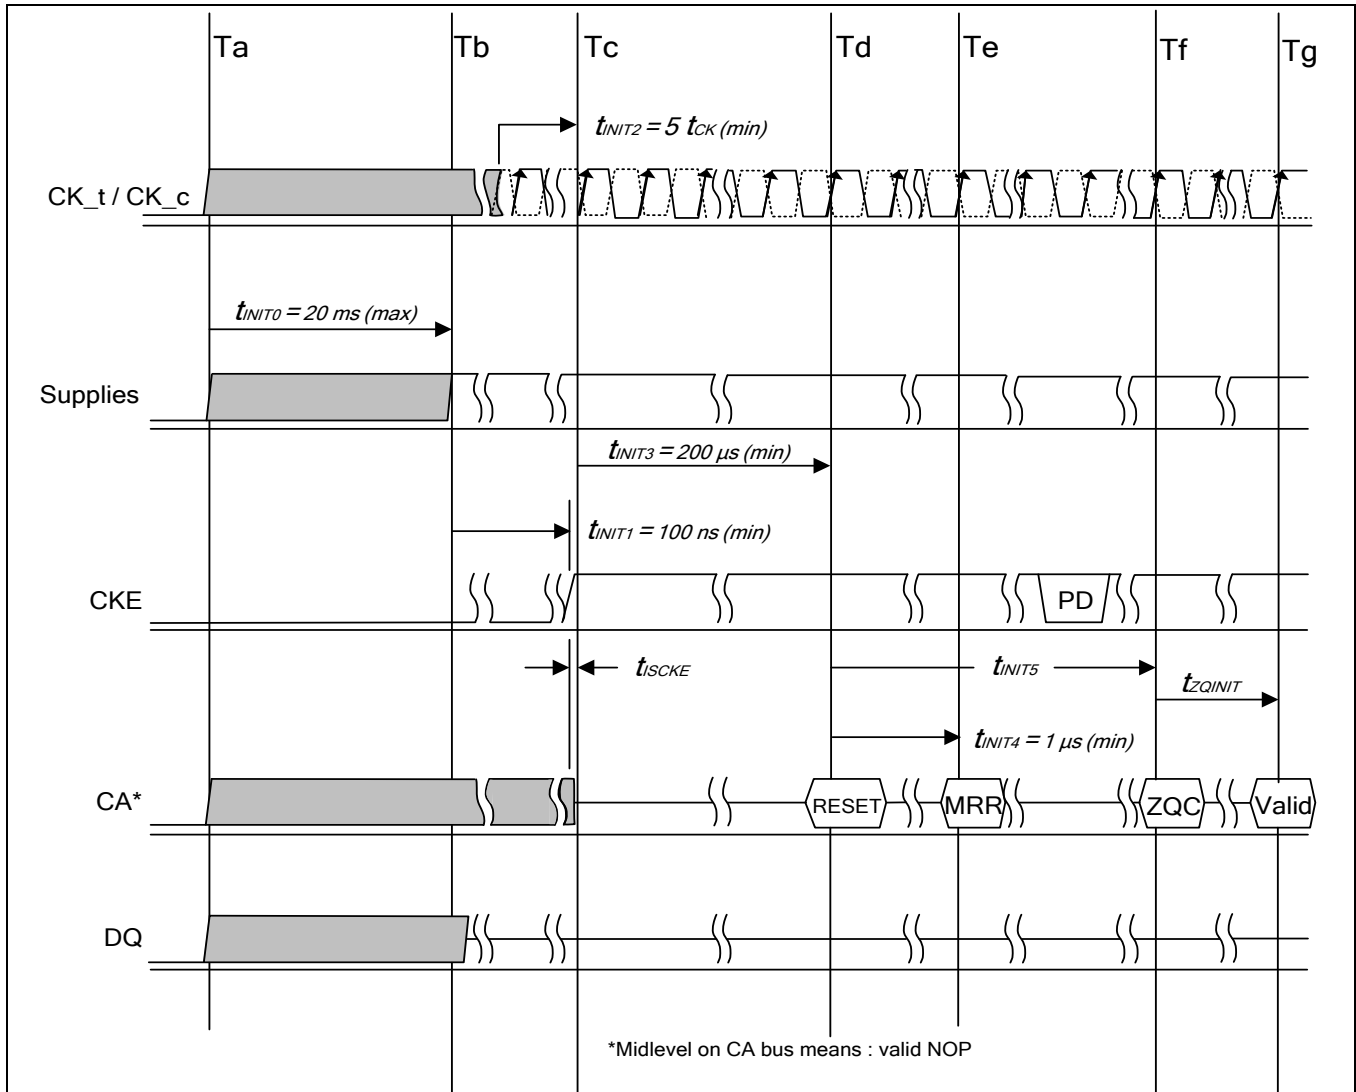 Ta Tb Tc Td Te Tf Tg
tINIT2 = 5 tCK (min)
CK_t / CK_c
tINIT0 = 20 ms (max)
Supplies
tINIT3 = 200 µs (min)
tINIT1 = 100 ns (min)
CKE
PD
tISCKE
tINIT5
tZQINIT
tINIT4 = 1 µs (min)
CA*
RESET MRR ZQC Valid
DQ
*Midlevel on CA bus means : valid NOP